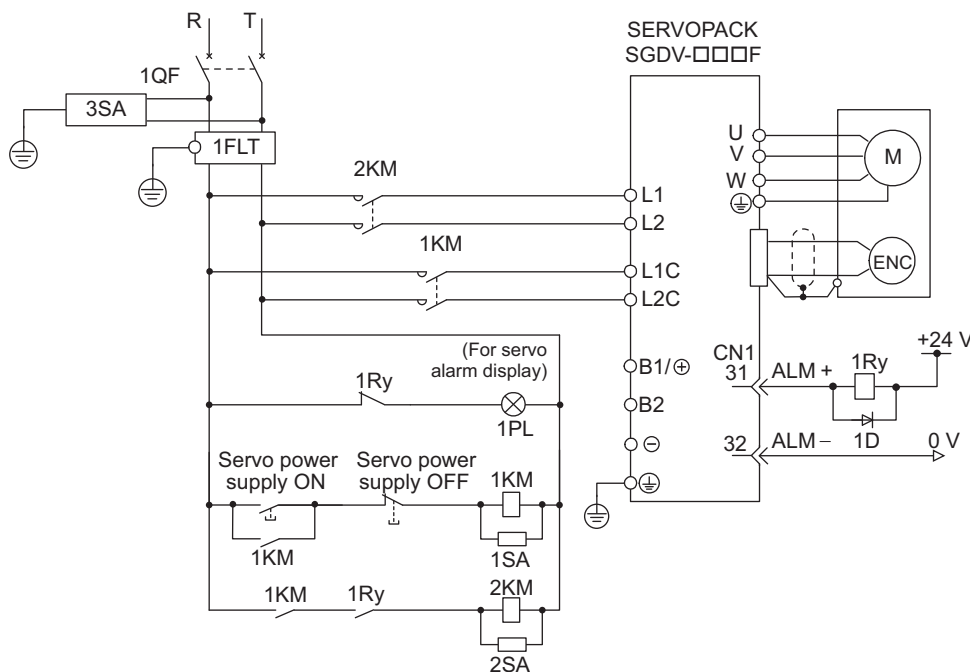 R T
SERVOPACK
SGDV-□□□F
1QF
3SA
1FLT
U
V
W
M
2KM
L1
L2
1KM
L1C
L2C
ENC
(For servo
alarm display)
+24 V
CN1
1Ry
31
ALM +
B1/⊕
1Ry
1PL
B2
1D
⊖
32
ALM −
0 V
Servo power
supply ON
Servo power
supply OFF
1KM
1KM
1SA
1KM
1Ry
2KM
2SA